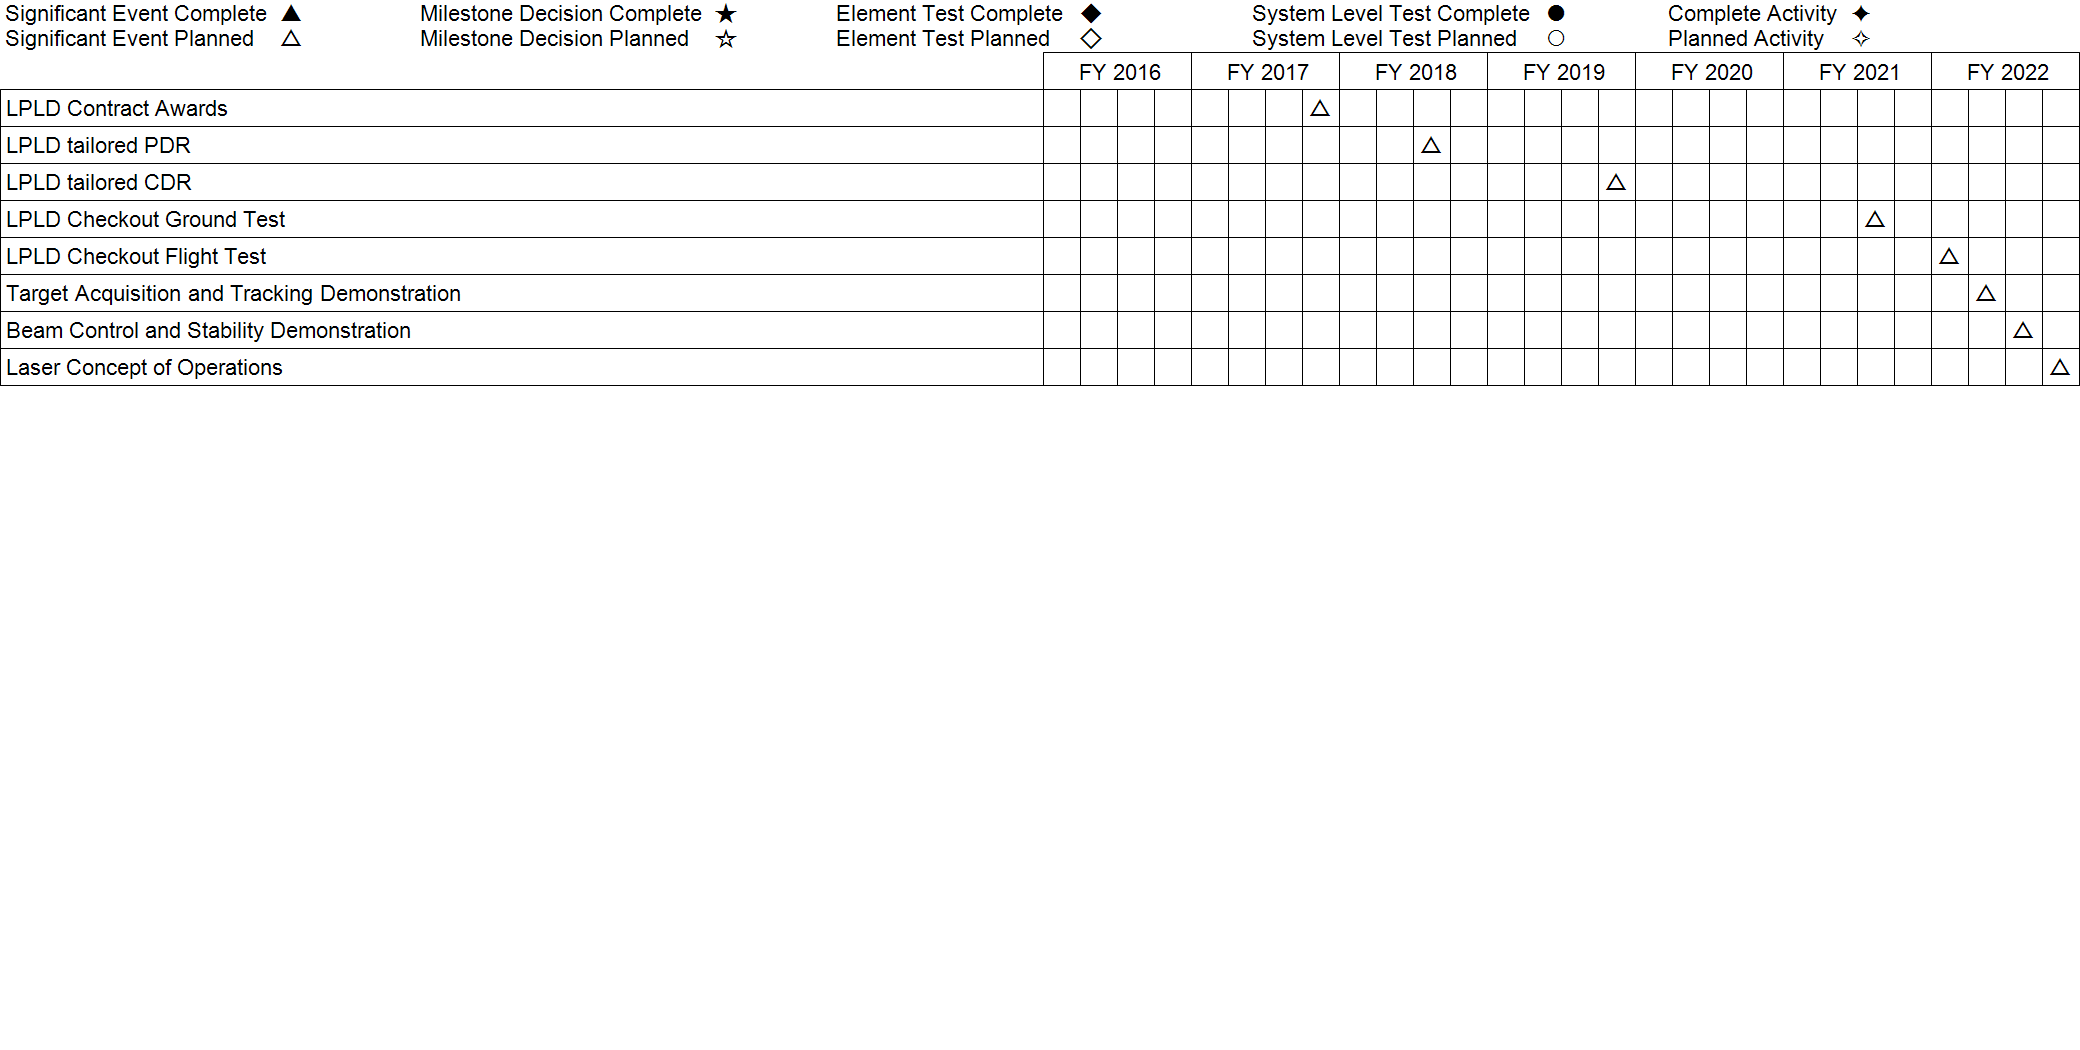 Significant Event Complete ▲ Milestone Decision Complete ★ Element Test Complete ◆ System Level Test Complete ● Complete Activity ✦
Significant Event Planned △ Milestone Decision Planned ☆ Element Test Planned ◇ System Level Test Planned ○ Planned Activity ✧
FY 2016 FY 2017 FY 2018 FY 2019 FY 2020 FY 2021 FY 2022
LPLD Contract Awards △
LPLD tailored PDR △
LPLD tailored CDR △
LPLD Checkout Ground Test △
LPLD Checkout Flight Test △
Target Acquisition and Tracking Demonstration △
Beam Control and Stability Demonstration △
Laser Concept of Operations △